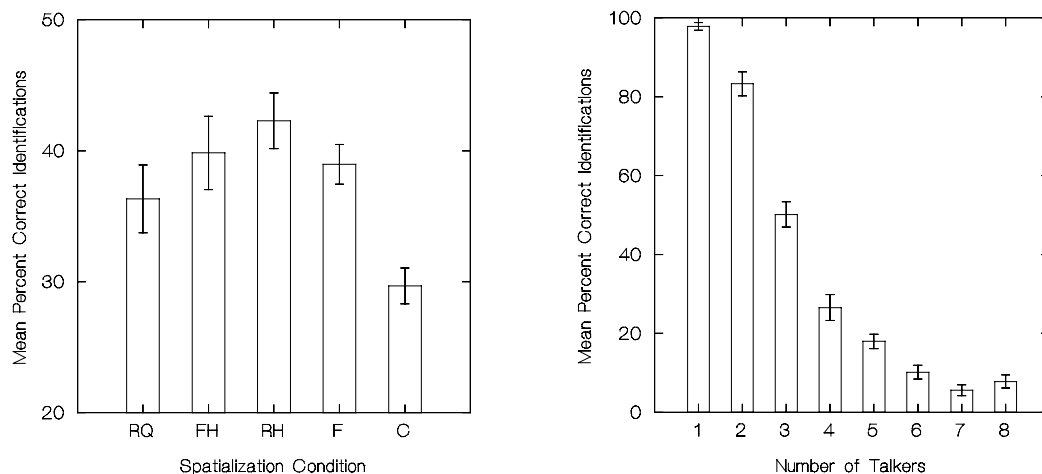 Mean Percent Correct Identifications
50
40
30
20
RQ FH RH F C
Spatialization Condition
Mean Percent Correct Identifications
100
80
60
40
20
0
1 2 3 4 5 6 7 8
Number of Talkers